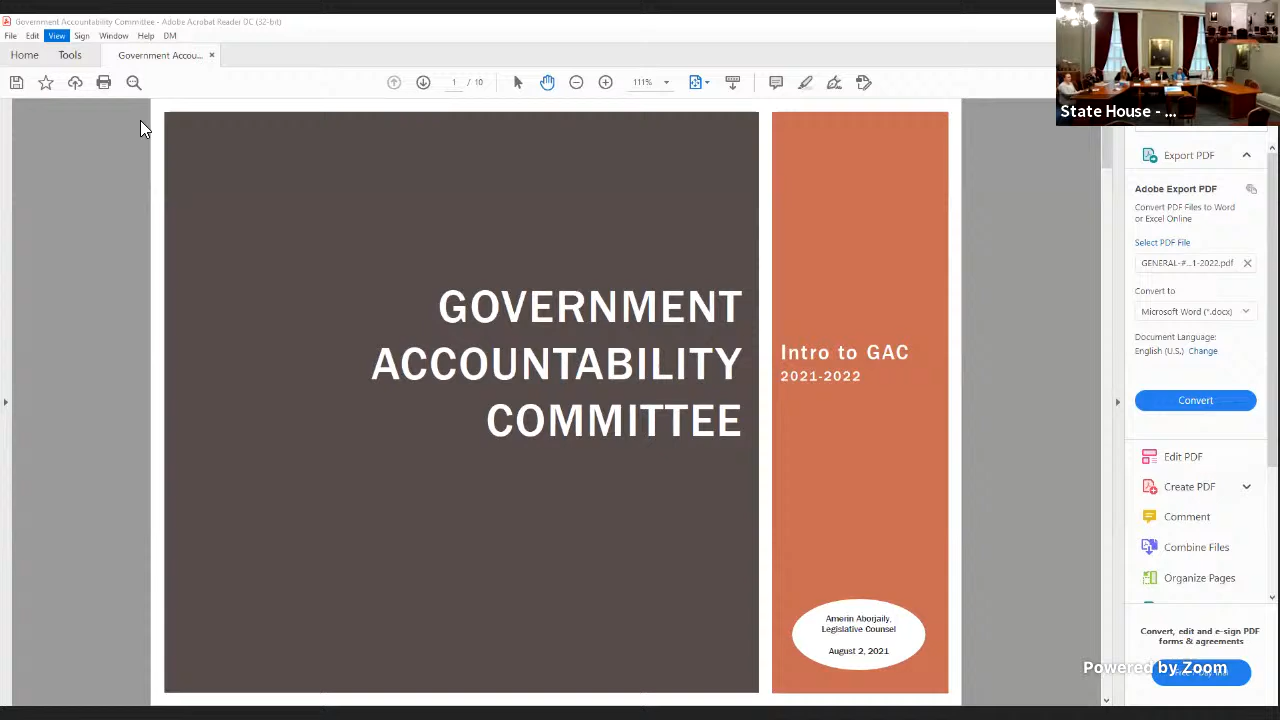 Government Accountability Committee - Adobe Acrobat Reader DC (32-bit)
File Edit View Sign Window Help DM
Home Tools Government Accou... ×
1 / 10 111%
State House - ...
GOVERNMENT
ACCOUNTABILITY
COMMITTEE
Intro to GAC
2021-2022
Amerin Aborjaily,
Legislative Counsel
August 2, 2021
Export PDF
Adobe Export PDF
Convert PDF Files to Word
or Excel Online
Select PDF File
GENERAL-#...1-2022.pdf
Convert to
Microsoft Word (*.docx)
Document Language:
English (U.S.) Change
Convert
Edit PDF
Create PDF
Comment
Combine Files
Organize Pages
Convert, edit and e-sign PDF
forms & agreements
Powered by Zoom